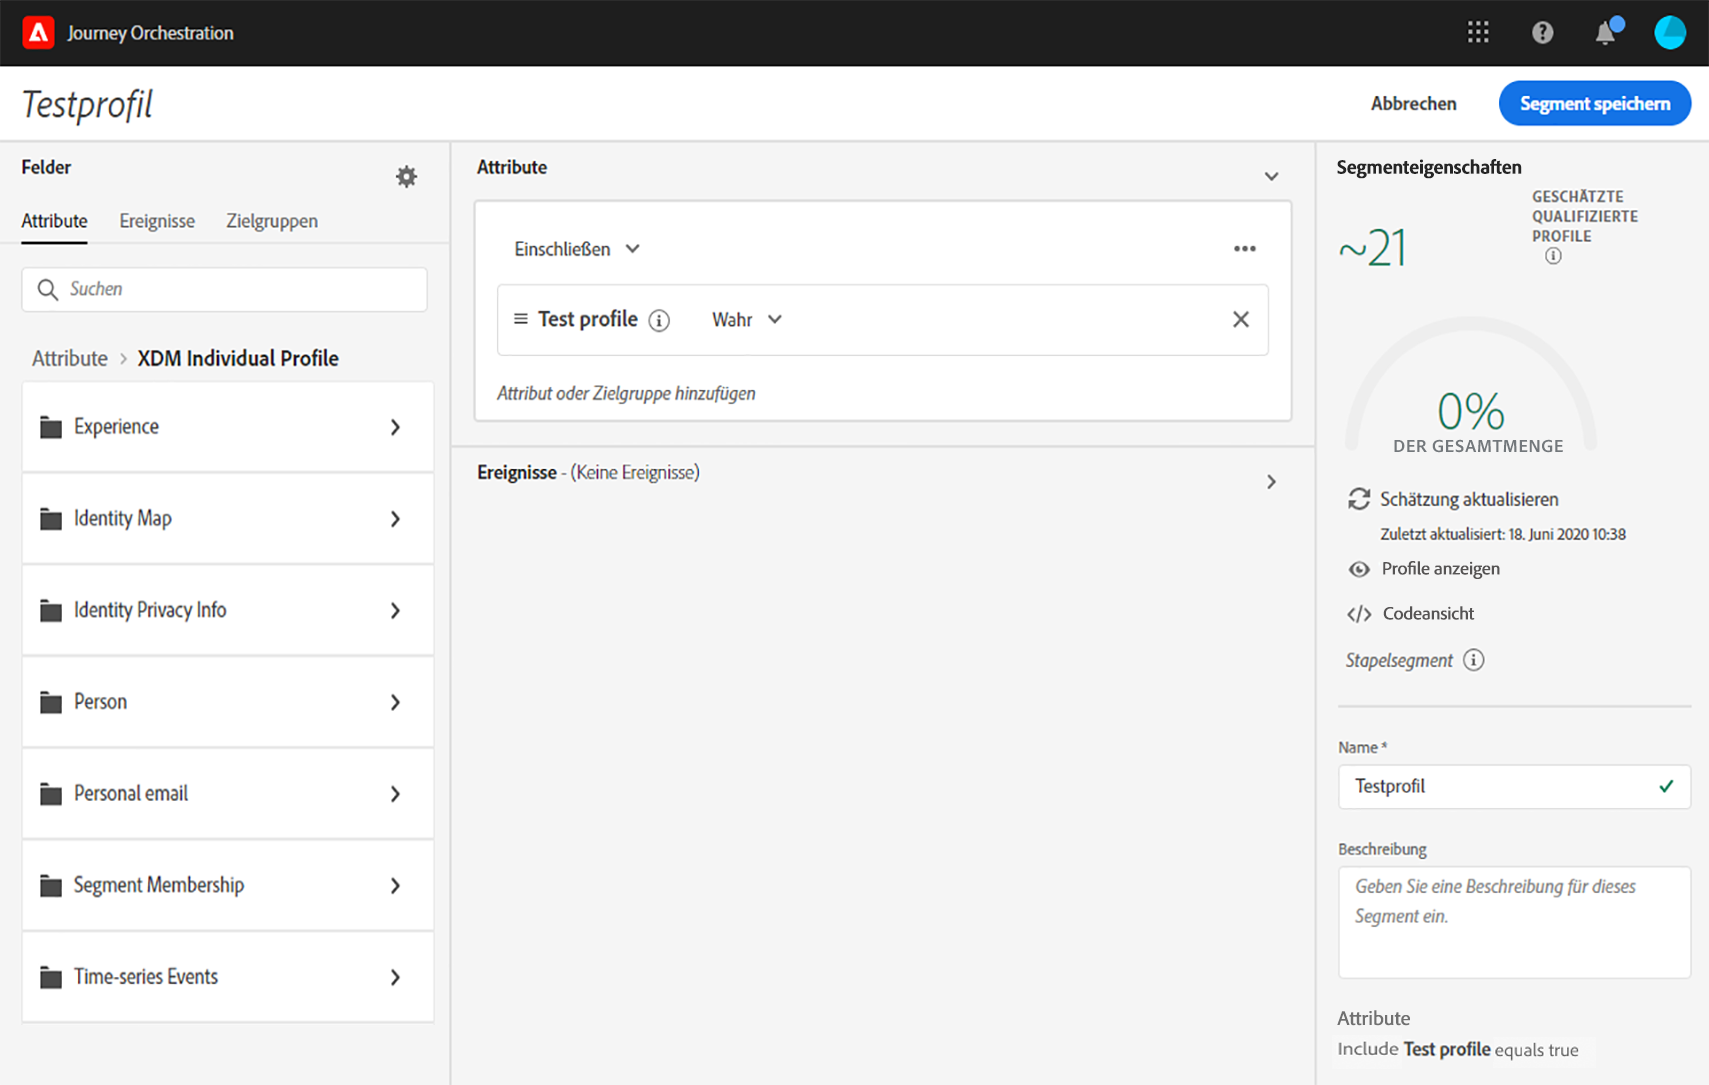 Journey Orchestration
Testprofil
Abbrechen
Segment speichern
Felder
Attribute
Ereignisse
Zielgruppen
Suchen
Attribute > XDM Individual Profile
Experience
Identity Map
Identity Privacy Info
Person
Personal email
Segment Membership
Time-series Events
Attribute
Einschließen
Test profile
Wahr
Attribut oder Zielgruppe hinzufügen
Ereignisse - (Keine Ereignisse)
Segmenteigenschaften
~21
GESCHÄTZTE
QUALIFIZIERTE
PROFILE
0%
DER GESAMTMENGE
Schätzung aktualisieren
Zuletzt aktualisiert: 18. Juni 2020 10:38
Profile anzeigen
</> Codeansicht
Stapelsegment
Name *
Testprofil
Beschreibung
Geben Sie eine Beschreibung für dieses
Segment ein.
Attribute
Include Test profile equals true